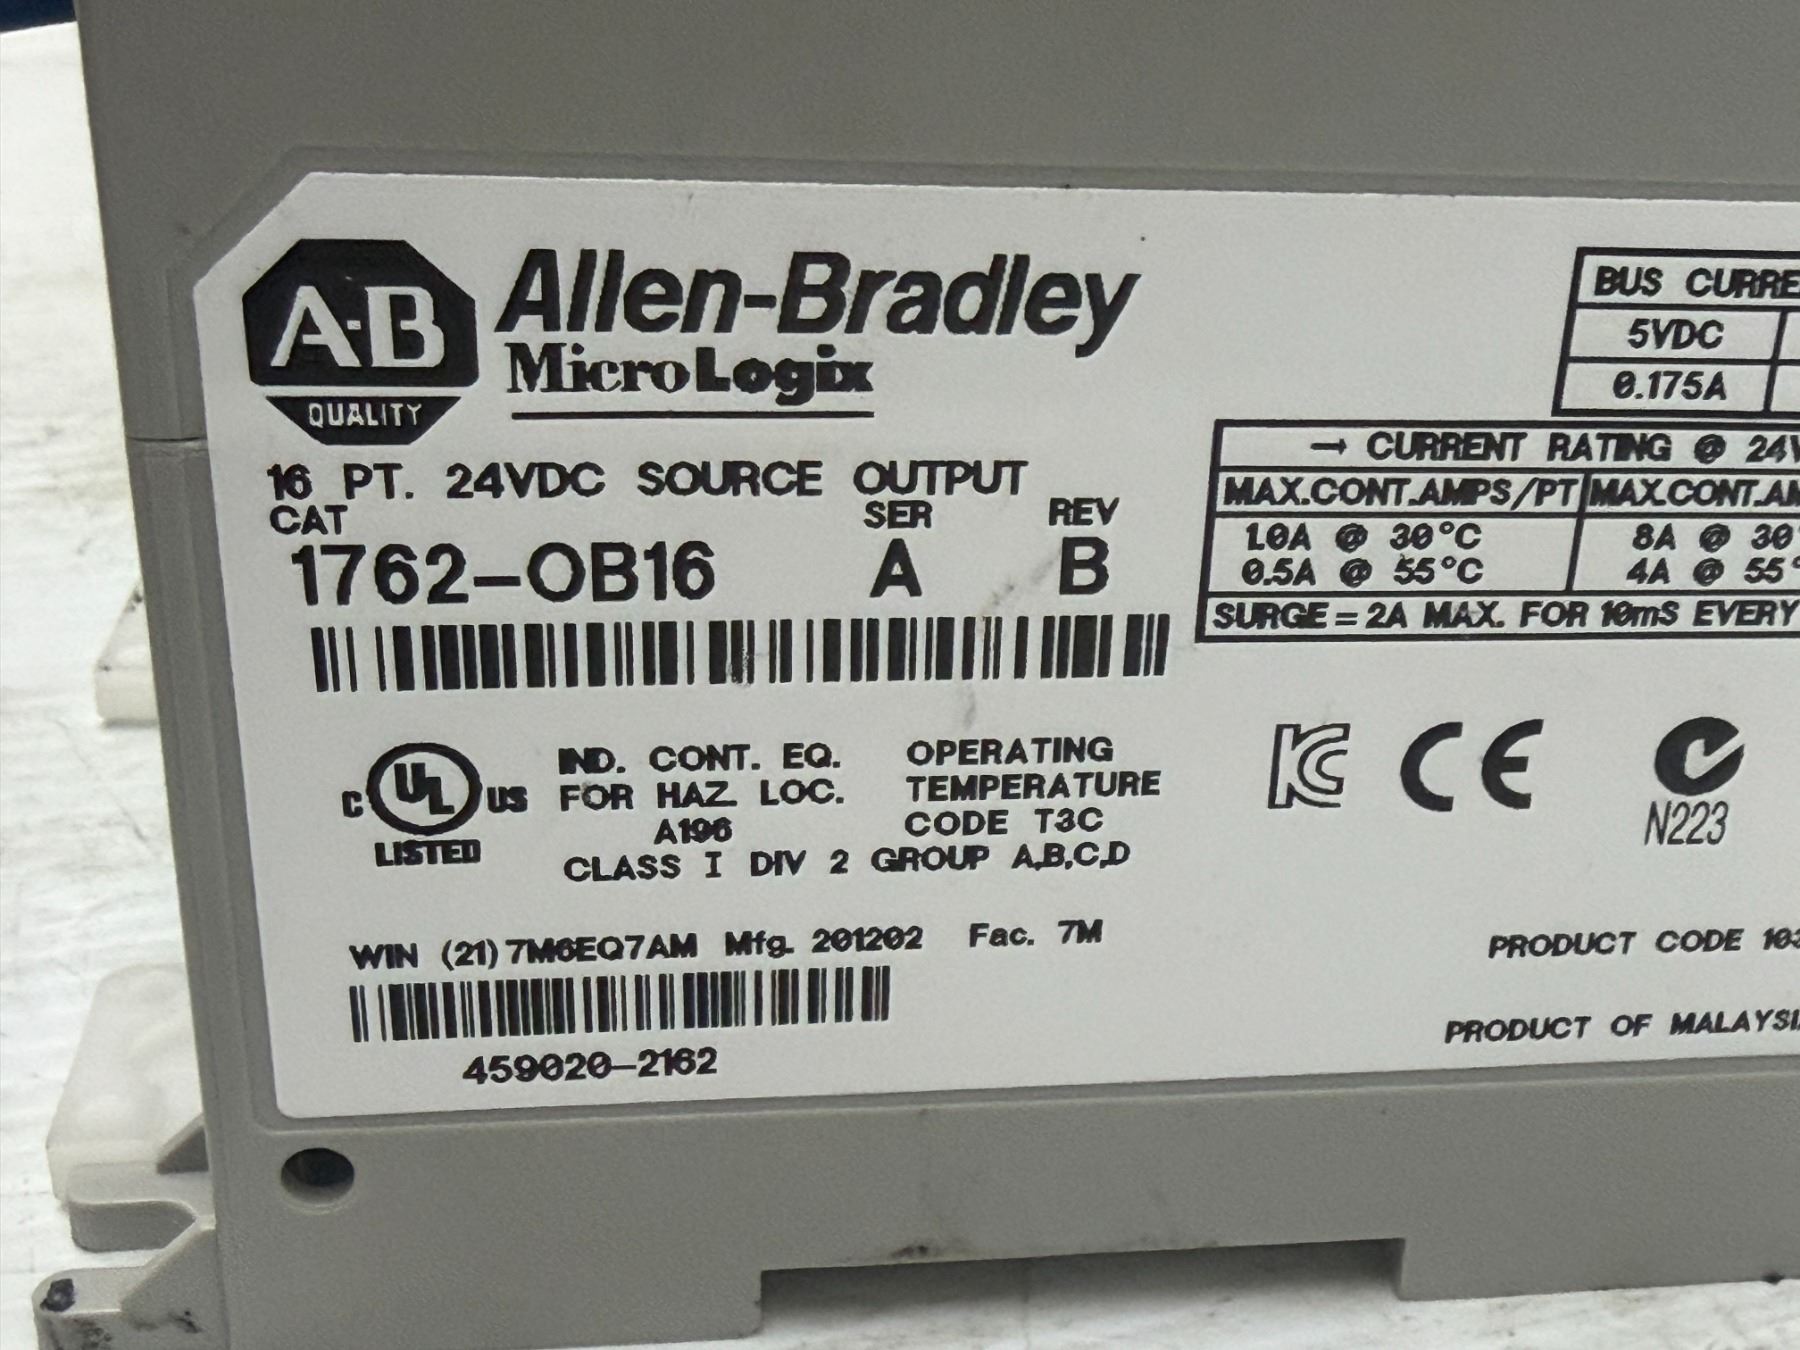 A-B
QUALITY
Allen-Bradley
MicroLogix
16 PT. 24VDC SOURCE OUTPUT
CAT SER REV
1762-OB16 A B
BUS CURRE
5VDC
0.175A
→ CURRENT RATING @ 24V
MAX.CONT.AMPS/PT MAX.CONT.AM
1.0A @ 30°C 8A @ 30°
0.5A @ 55°C 4A @ 55°
SURGE = 2A MAX. FOR 10mS EVERY
C UL US
LISTED
IND. CONT. EQ.
FOR HAZ. LOC.
A196
OPERATING
TEMPERATURE
CODE T3C
CLASS I DIV 2 GROUP A,B,C,D
KC CE
N223
WIN (21) 7M6EQ7AM Mfg. 201202 Fac. 7M
459020-2162
PRODUCT CODE 103
PRODUCT OF MALAYSI